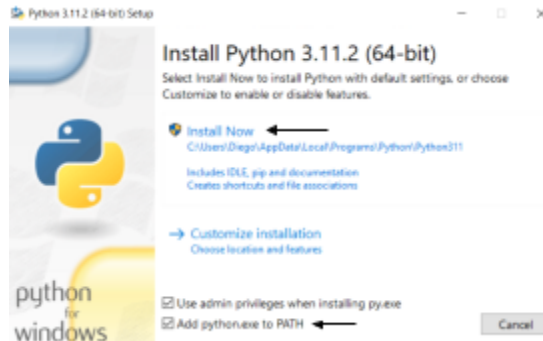 Python 3.11.2 (64-bit) Setup
Install Python 3.11.2 (64-bit)
Select Install Now to install Python with default settings, or choose
Customize to enable or disable features.
Install Now
C:\Users\Diego\AppData\Local\Programs\Python\Python311
Includes IDLE, pip and documentation
Creates shortcuts and file associations
Customize installation
Choose location and features
python
for
windows
Use admin privileges when installing py.exe
Add python.exe to PATH
Cancel